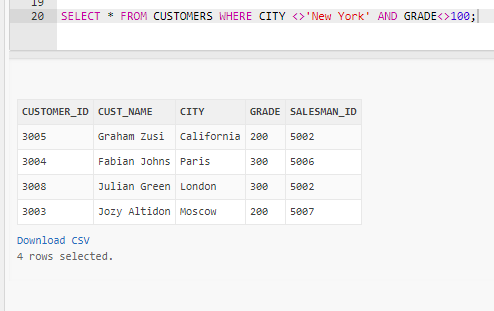 19
20 SELECT * FROM CUSTOMERS WHERE CITY <>'New York' AND GRADE<>100;
CUSTOMER_ID CUST_NAME CITY GRADE SALESMAN_ID
3005 Graham Zusi California 200 5002
3004 Fabian Johns Paris 300 5006
3008 Julian Green London 300 5002
3003 Jozy Altidon Moscow 200 5007
Download CSV
4 rows selected.